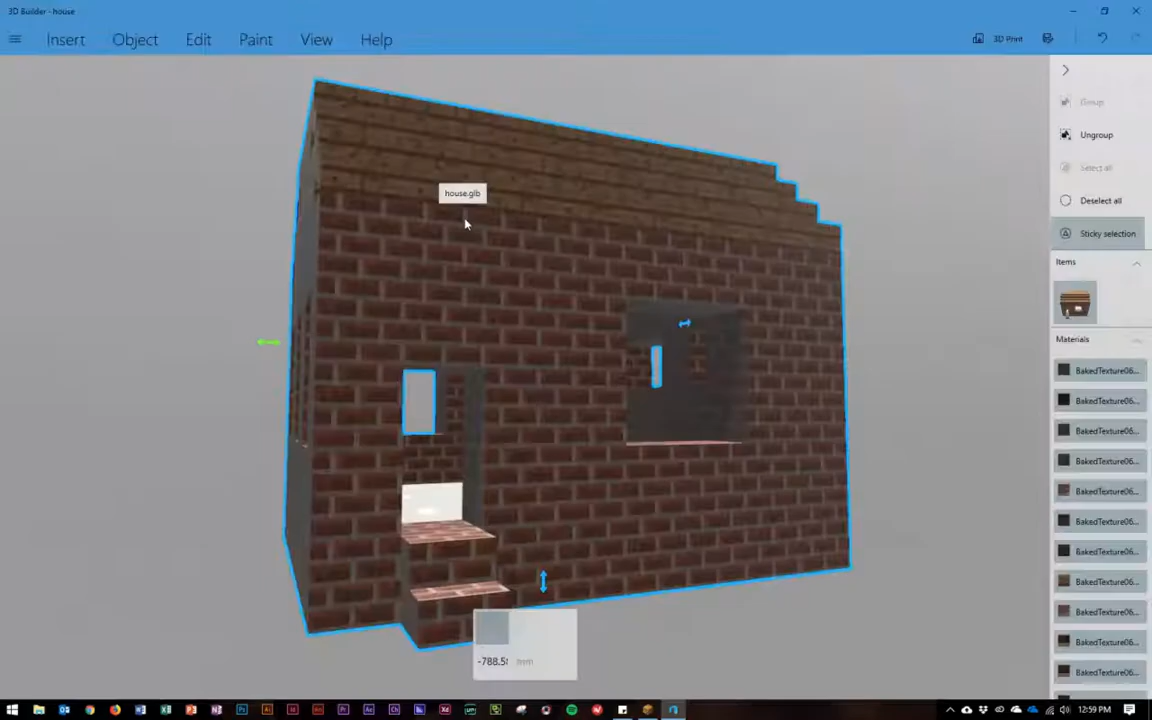 3D Builder - house
Insert Object Edit Paint View Help
3D Print
Group
Ungroup
Select all
Deselect all
Sticky selection
Items
Materials
BakedTexture06...
BakedTexture06...
BakedTexture06...
BakedTexture06...
BakedTexture06...
BakedTexture06...
BakedTexture06...
BakedTexture06...
BakedTexture06...
BakedTexture06...
BakedTexture06...
house.glb
mm
12:59 PM